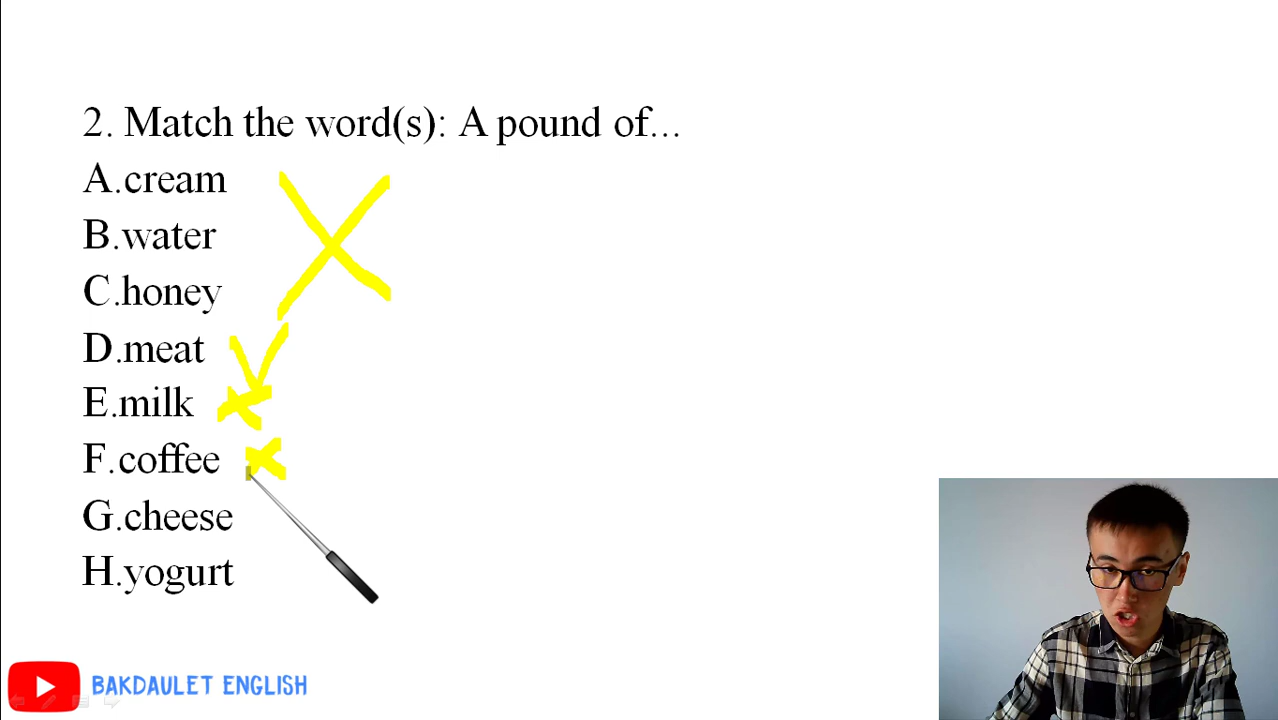 2. Match the word(s): A pound of...
A.cream
B.water
C.honey
D.meat
E.milk
F.coffee
G.cheese
H.yogurt
BAKDAULET ENGLISH